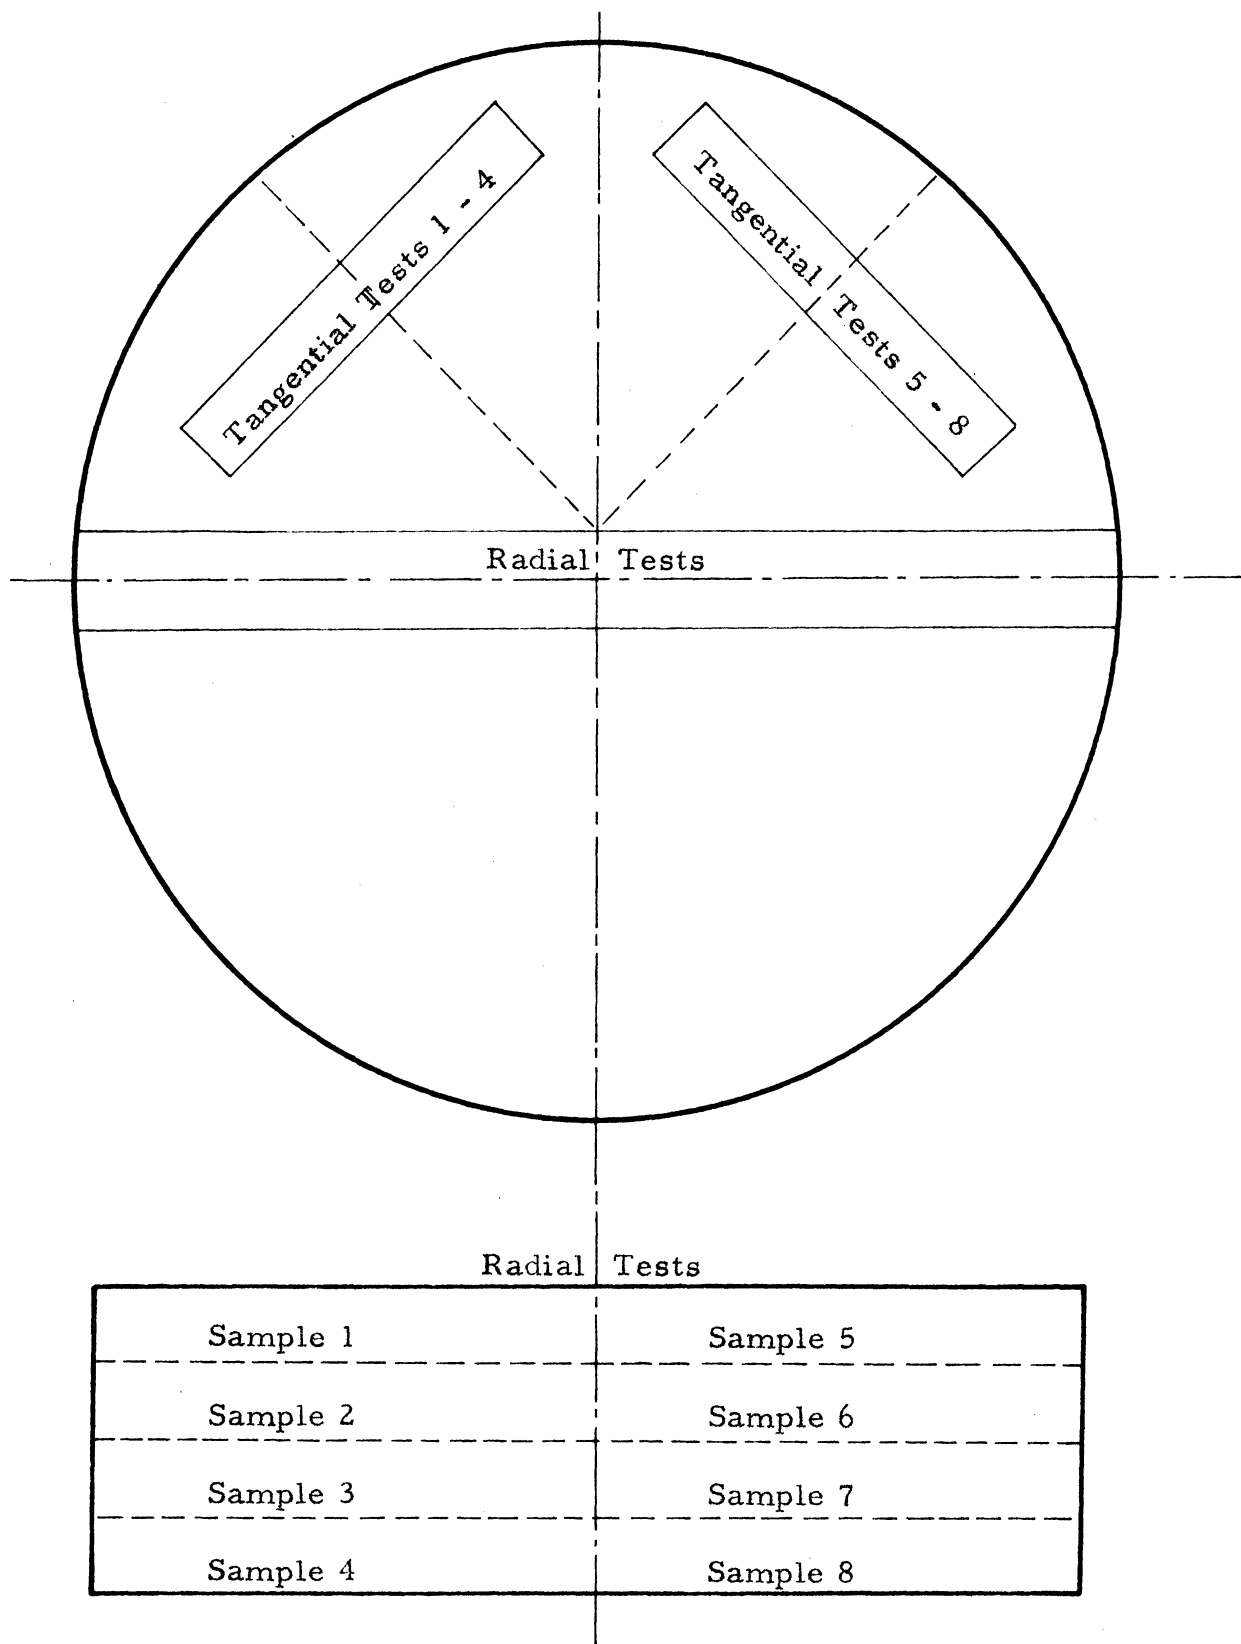 Tangential Tests 1 - 4
Tangential Tests 5 - 8
Radial Tests
Radial Tests
Sample 1
Sample 5
Sample 2
Sample 6
Sample 3
Sample 7
Sample 4
Sample 8